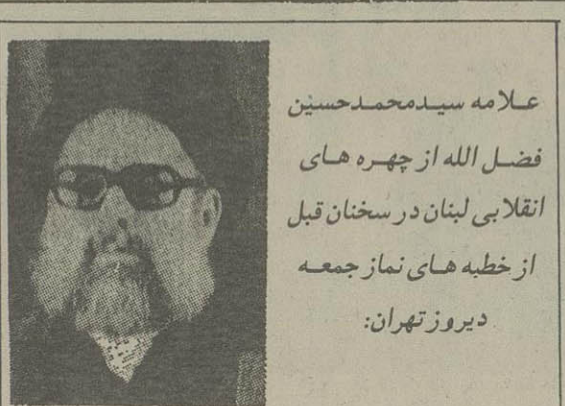 علامه سیدمحمدحسین
فضل الله از چهره های
انقلابی لبنان در سخنان قبل
از خطبه های نماز جمعه
دیروز تهران: